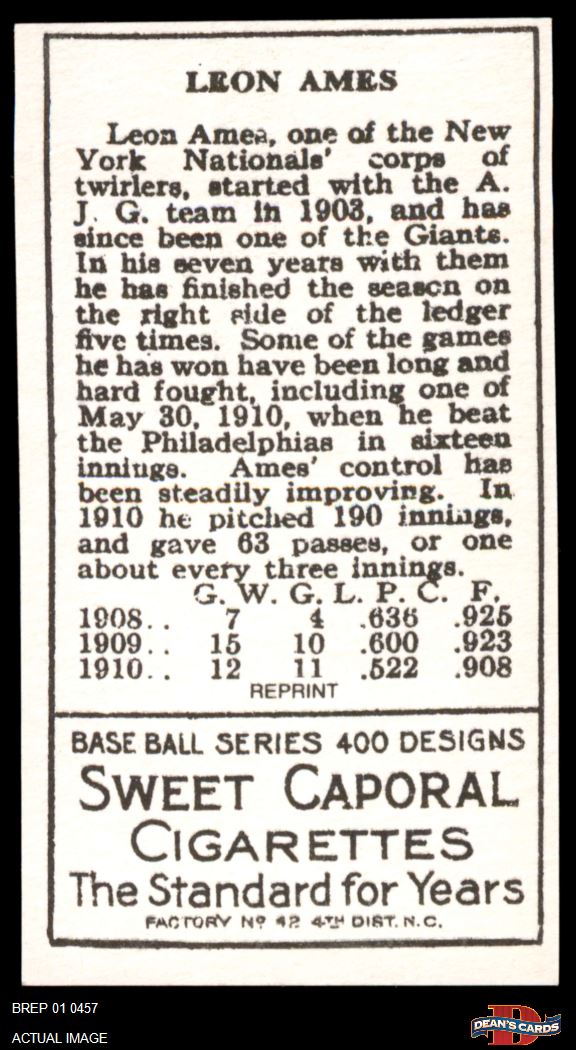 LEON AMES
Leon Ames, one of the New
York Nationals' corps of
twirlers, started with the A.
J. G. team in 1903, and has
since been one of the Giants.
In his seven years with them
he has finished the season on
the right side of the ledger
five times. Some of the games
he has won have been long and
hard fought, including one of
May 30, 1910, when he beat
the Philadelphias in sixteen
innings. Ames' control has
been steadily improving. In
1910 he pitched 190 innings,
and gave 63 passes, or one
about every three innings.
G. W. G. L. P. C. F.
1908.. 7 4 .636 .925
1909.. 15 10 .600 .923
1910.. 12 11 .522 .908
REPRINT
BASE BALL SERIES 400 DESIGNS
SWEET CAPORAL
CIGARETTES
The Standard for Years
FACTORY Nº 42 4TH DIST. N.C.
BREP 01 0457
ACTUAL IMAGE
D
DEAN'S CARDS